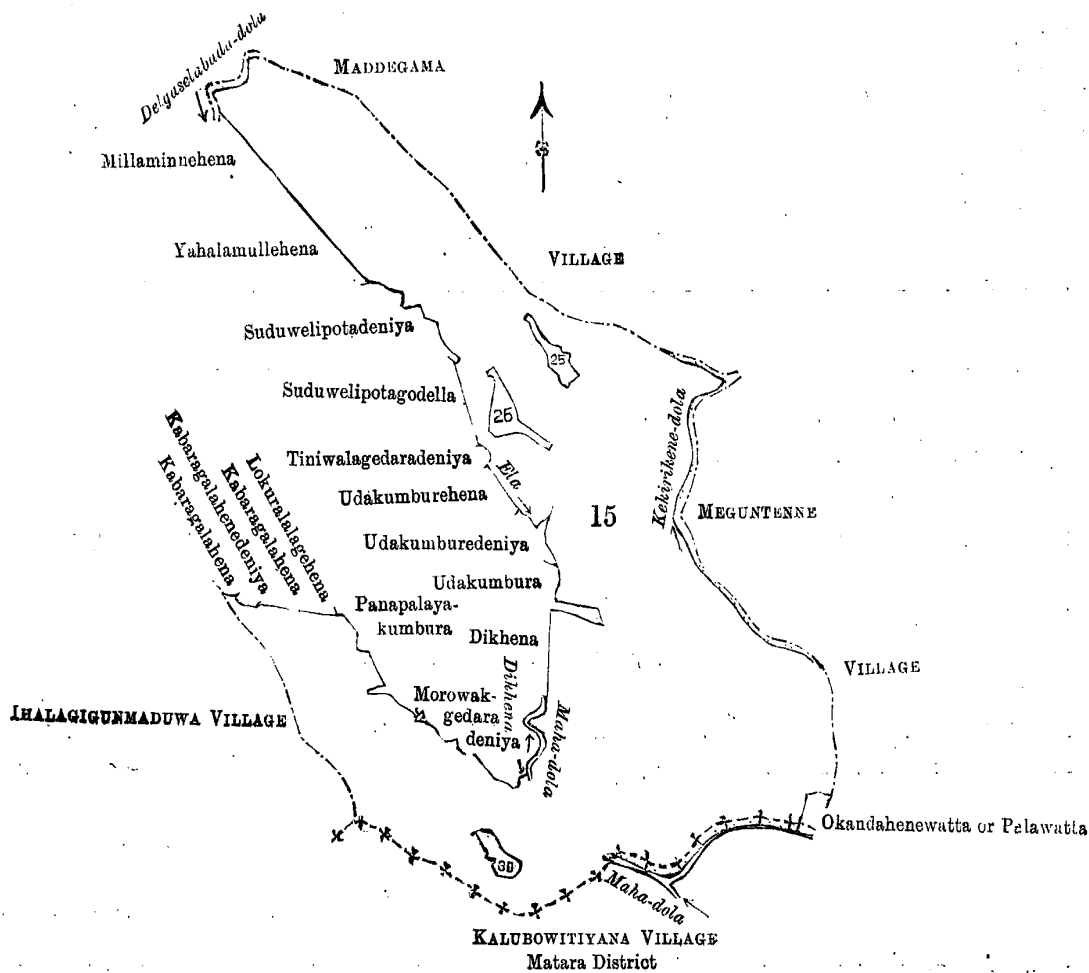 Delgaselabadu-dola
MADDEGAMA
Millaminnehena
Yahalamullehena
VILLAGE
Suduwelipotadeniya
25
Suduwelipotagodella
26
Kekirikene-dola
Tiniwalagedaradeniya
Ela
Udakumburehena
15
MEGUNTENNE
Kabaragalahena
Kabaragalahenedeniya
Kabaragalahena
Lokuralalagehena
Udakumburedeniya
Udakumbura
Panapalaya-
kumbura
Dikhena
VILLAGE
IHALAGIGUNMADUWA VILLAGE
Morowak-
gedara
deniya
Dikhena
Maha-dola
Okandahenewatta or Pelawatta
30
Maha-dola
KALUBOWITIYANA VILLAGE
Matara District